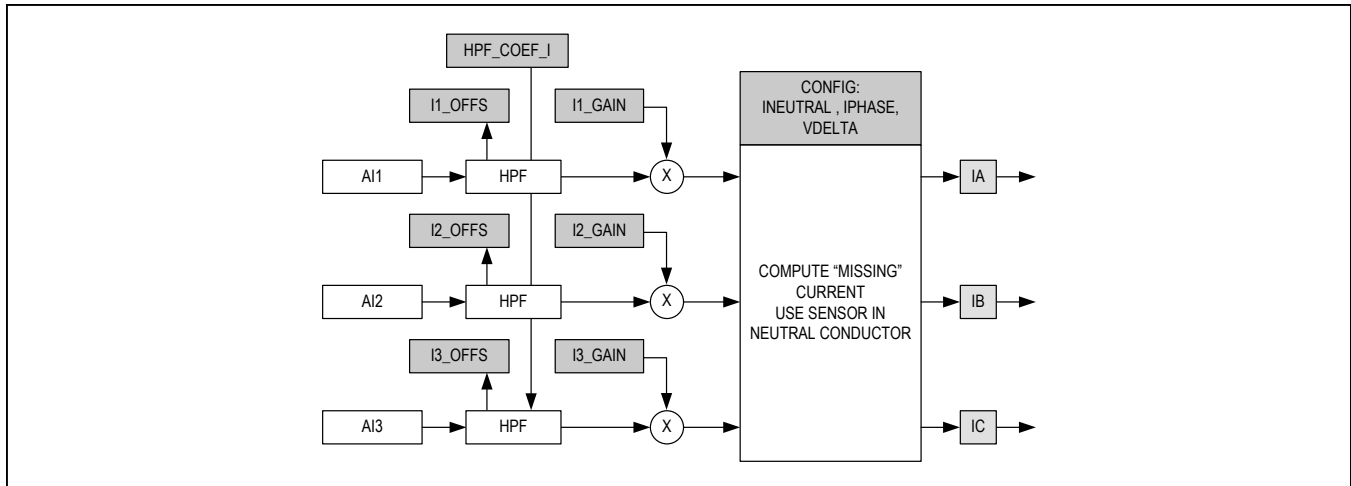 HPF_COEF_I
I1_OFFS
I1_GAIN
CONFIG:
INEUTRAL , IPHASE,
VDELTA
AI1
HPF
X
IA
I2_OFFS
I2_GAIN
AI2
HPF
X
COMPUTE “MISSING”
CURRENT
USE SENSOR IN
NEUTRAL CONDUCTOR
IB
I3_OFFS
I3_GAIN
AI3
HPF
X
IC